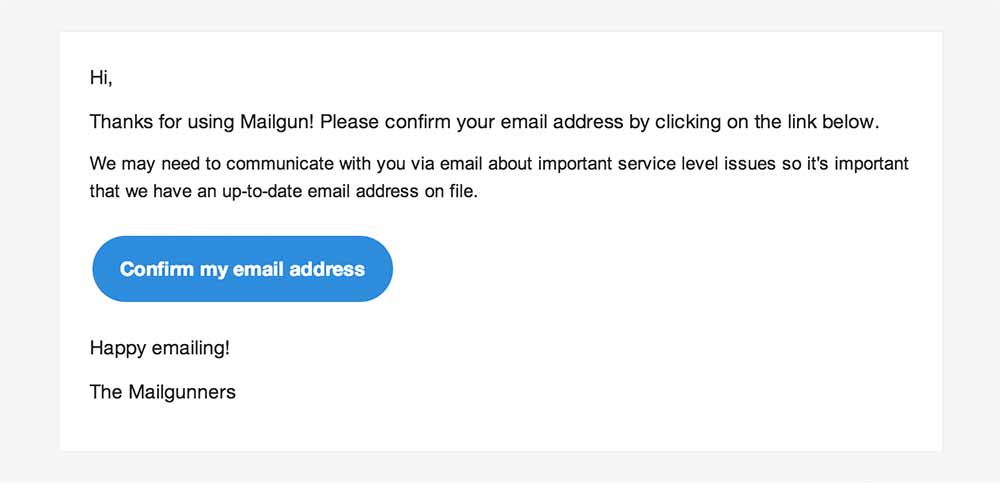 Hi,
Thanks for using Mailgun! Please confirm your email address by clicking on the link below.
We may need to communicate with you via email about important service level issues so it's important
that we have an up-to-date email address on file.
Confirm my email address
Happy emailing!
The Mailgunners